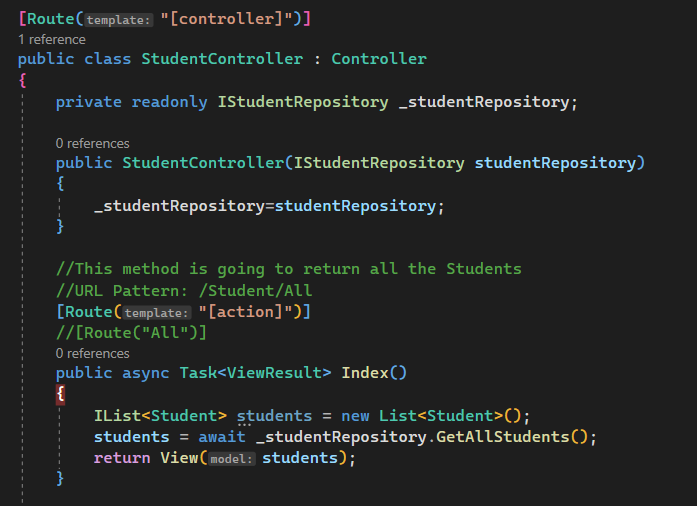 [Route(template: "[controller]")]
1 reference
public class StudentController : Controller
{
private readonly IStudentRepository _studentRepository;
0 references
public StudentController(IStudentRepository studentRepository)
{
_studentRepository=studentRepository;
}
//This method is going to return all the Students
//URL Pattern: /Student/All
[Route(template: "[action]")]
//[Route("All")]
0 references
public async Task<ViewResult> Index()
{
IList<Student> students = new List<Student>();
students = await _studentRepository.GetAllStudents();
return View(model: students);
}